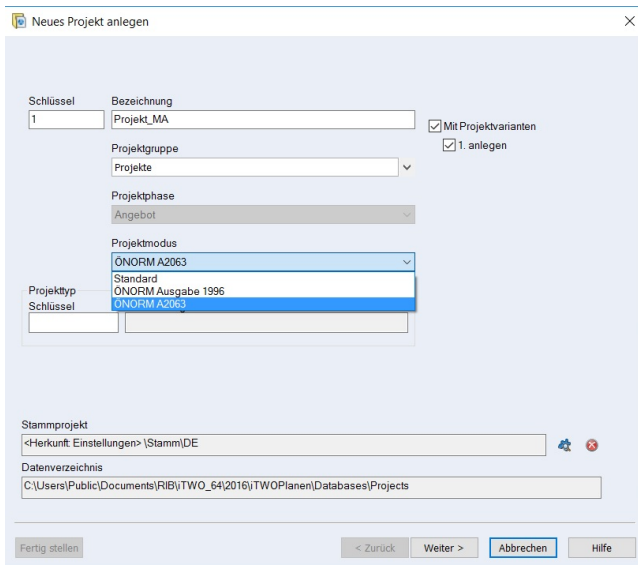 Neues Projekt anlegen
Schlüssel Bezeichnung
1 Projekt_MA
Mit Projektvarianten
Projektgruppe
1. anlegen
Projekte
Projektphase
Angebot
Projektmodus
ÖNORM A2063
Standard
ÖNORM Ausgabe 1996
ÖNORM A2063
Projekttyp
Schlüssel
Stammprojekt
<Herkunft: Einstellungen> \Stamm\DE
Datenverzeichnis
C:\Users\Public\Documents\RIB\iTWO_64\2016\iTWOPlanen\Databases\Projects
Fertig stellen < Zurück Weiter > Abbrechen Hilfe